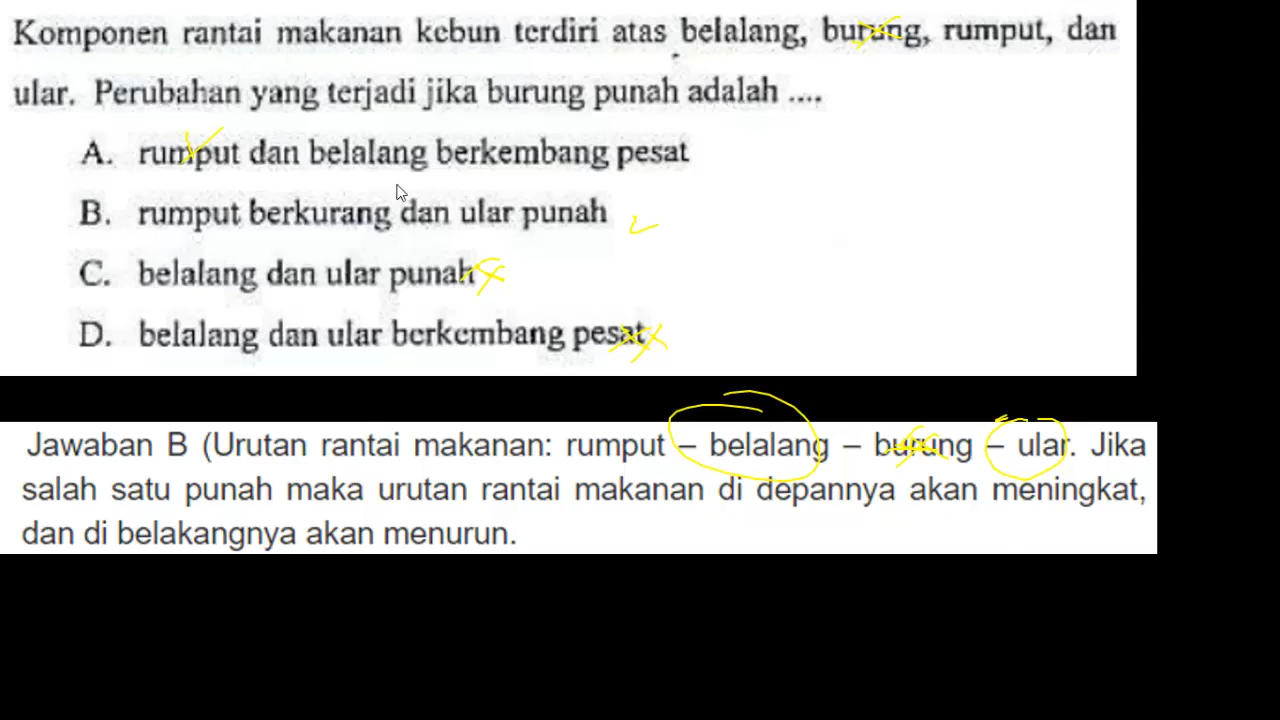 Komponen rantai makanan kebun terdiri atas belalang, burung, rumput, dan
ular. Perubahan yang terjadi jika burung punah adalah ....
A. rumput dan belalang berkembang pesat
B. rumput berkurang dan ular punah
C. belalang dan ular punah
D. belalang dan ular berkembang pesat
Jawaban B (Urutan rantai makanan: rumput – belalang – burung – ular. Jika
salah satu punah maka urutan rantai makanan di depannya akan meningkat,
dan di belakangnya akan menurun.